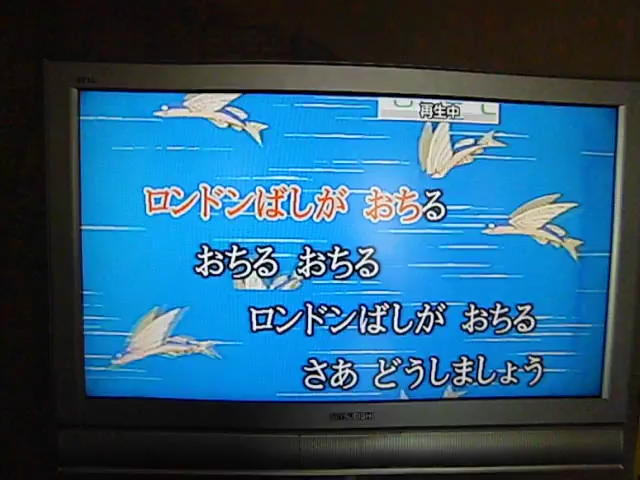 再生中
ロンドンばしが おちる
おちる おちる
ロンドンばしが おちる
さあ どうしましょう